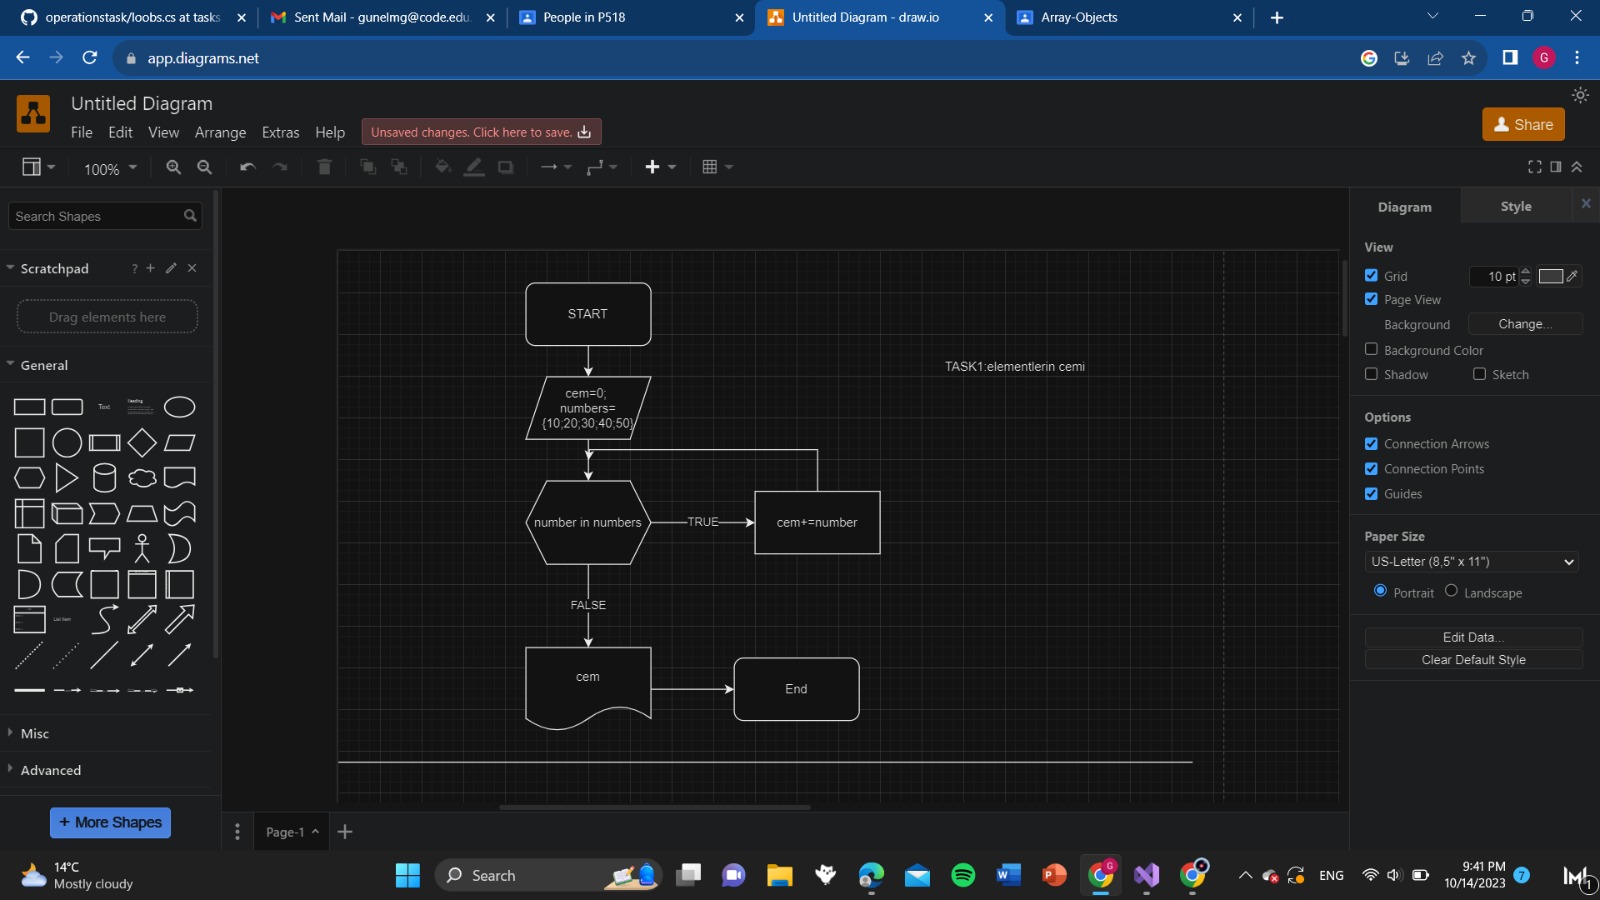 operationstask/loobs.cs at tasks
Sent Mail - gunelmg@code.edu.
People in P518
Untitled Diagram - draw.io
Array-Objects
app.diagrams.net
G
Untitled Diagram
File Edit View Arrange Extras Help
Unsaved changes. Click here to save.
Share
100%
Search Shapes
Scratchpad
?
Drag elements here
General
Text
Heading
List Item
Misc
Advanced
+ More Shapes
START
cem=0;
numbers=
{10;20;30;40;50}
number in numbers
TRUE
cem+=number
FALSE
cem
End
TASK1:elementlerin cemi
Page-1
Diagram
Style
View
Grid
10 pt
Page View
Background
Change...
Background Color
Shadow
Sketch
Options
Connection Arrows
Connection Points
Guides
Paper Size
US-Letter (8,5" x 11")
Portrait
Landscape
Edit Data...
Clear Default Style
14°C
Mostly cloudy
Search
W
P
G
ENG
9:41 PM
10/14/2023
7
1